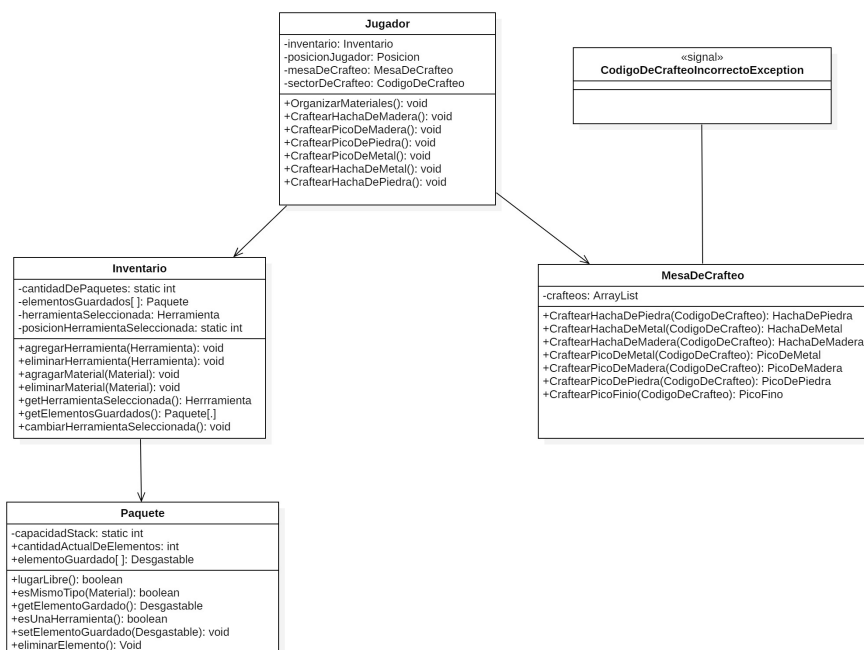 Jugador
-inventario: Inventario
-posicionJugador: Posicion
-mesaDeCrafteo: MesaDeCrafteo
-sectorDeCrafteo: CodigoDeCrafteo
+OrganizarMateriales(): void
+CraftearHachaDeMadera(): void
+CraftearPicoDeMadera(): void
+CraftearPicoDePiedra(): void
+CraftearPicoDeMetal(): void
+CraftearHachaDeMetal(): void
+CraftearHachaDePiedra(): void
«signal»
CodigoDeCrafteoIncorrectoException
Inventario
-cantidadDePaquetes: static int
-elementosGuardados[ ]: Paquete
-herramientaSeleccionada: Herramienta
-posicionHerramientaSeleccionada: static int
+agregarHerramienta(Herramienta): void
+eliminarHerramienta(Herramienta): void
+agragarMaterial(Material): void
+eliminarMaterial(Material): void
+getHerramientaSeleccionada(): Herrramienta
+getElementosGuardados(): Paquete[.]
+cambiarHerramientaSeleccionada(): void
MesaDeCrafteo
-crafteos: ArrayList
+CraftearHachaDePiedra(CodigoDeCrafteo): HachaDePiedra
+CraftearHachaDeMetal(CodigoDeCrafteo): HachaDeMetal
+CraftearHachaDeMadera(CodigoDeCrafteo): HachaDeMadera
+CraftearPicoDeMetal(CodigoDeCrafteo): PicoDeMetal
+CraftearPicoDeMadera(CodigoDeCrafteo): PicoDeMadera
+CraftearPicoDePiedra(CodigoDeCrafteo): PicoDePiedra
+CraftearPicoFinio(CodigoDeCrafteo): PicoFino
Paquete
-capacidadStack: static int
+cantidadActualDeElementos: int
+elementoGuardado[ ]: Desgastable
+lugarLibre(): boolean
+esMismoTipo(Material): boolean
+getElementoGardado(): Desgastable
+esUnaHerramienta(): boolean
+setElementoGuardado(Desgastable): void
+eliminarElemento(): Void